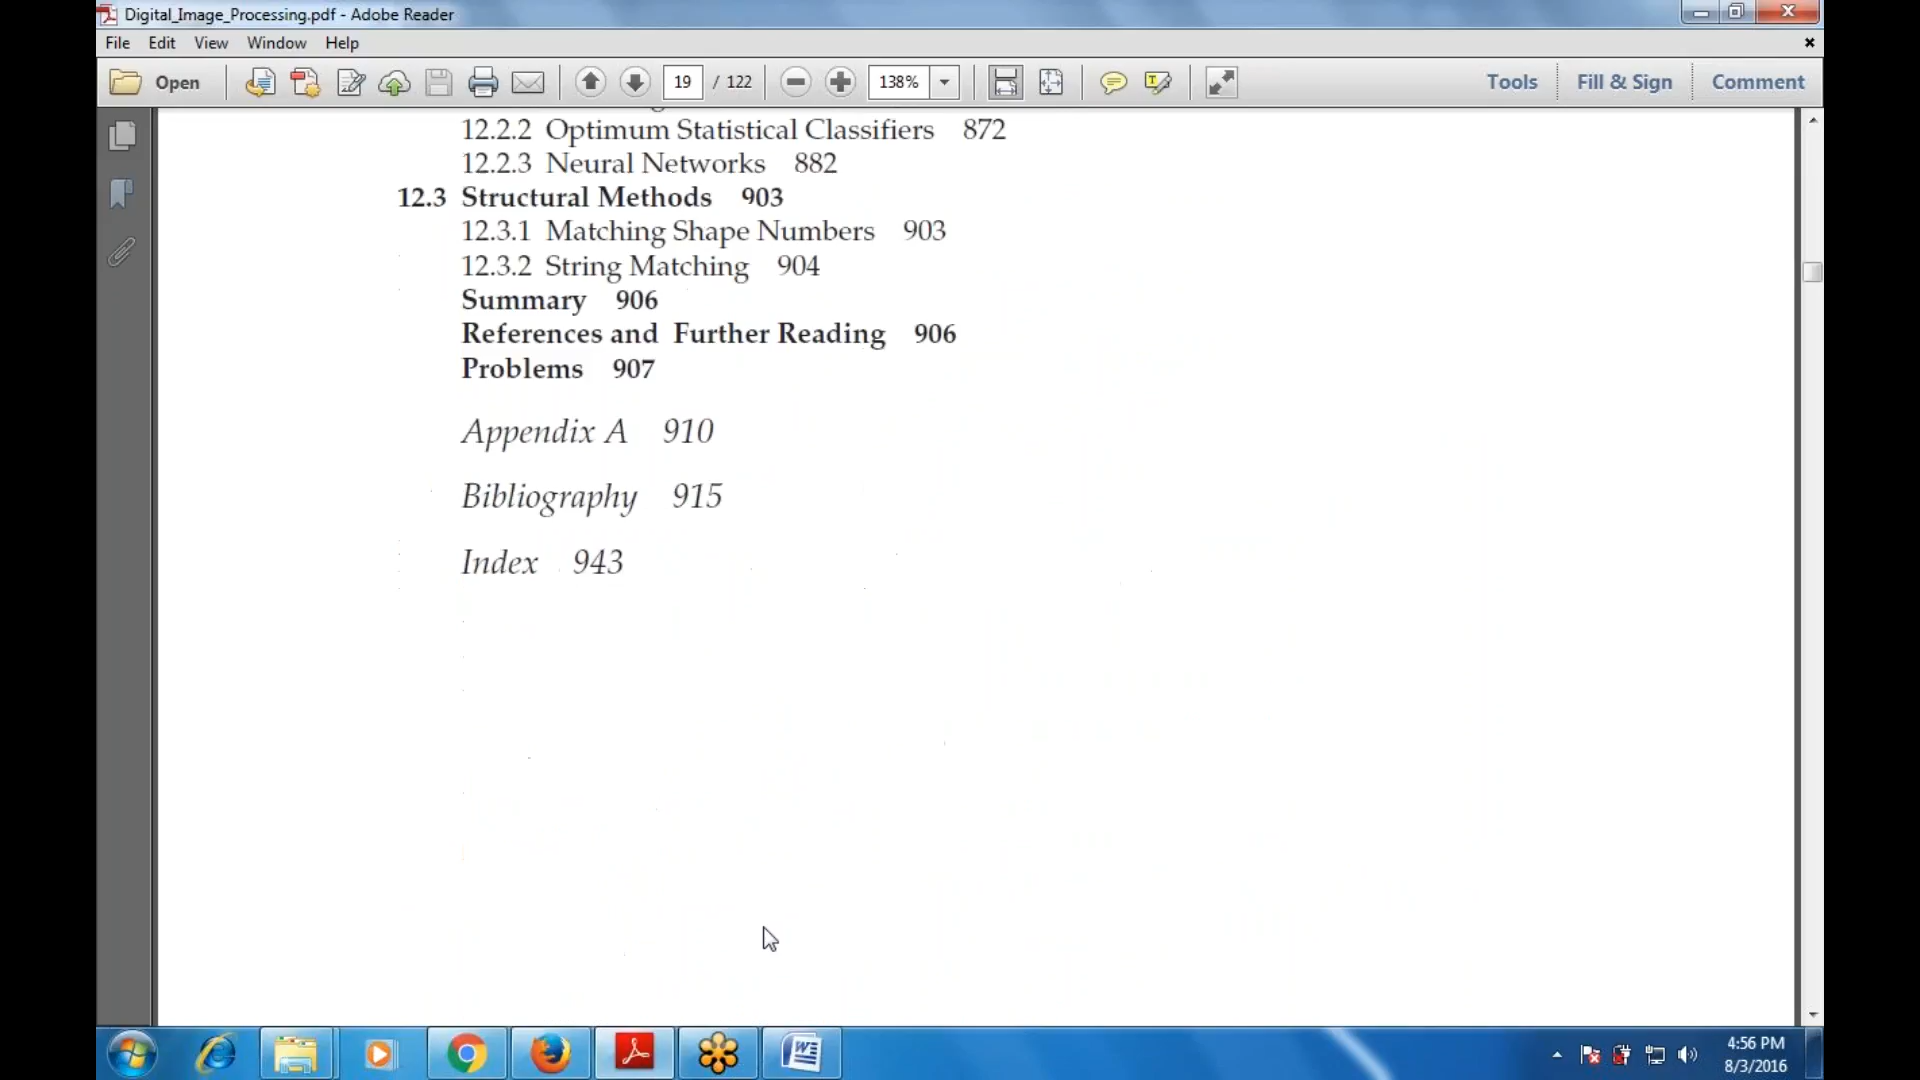 Digital_Image_Processing.pdf - Adobe Reader
File Edit View Window Help
Open 19 / 122 138% Tools Fill & Sign Comment
12.2.2 Optimum Statistical Classifiers 872
12.2.3 Neural Networks 882
12.3 Structural Methods 903
12.3.1 Matching Shape Numbers 903
12.3.2 String Matching 904
Summary 906
References and Further Reading 906
Problems 907
Appendix A 910
Bibliography 915
Index 943
4:56 PM
8/3/2016